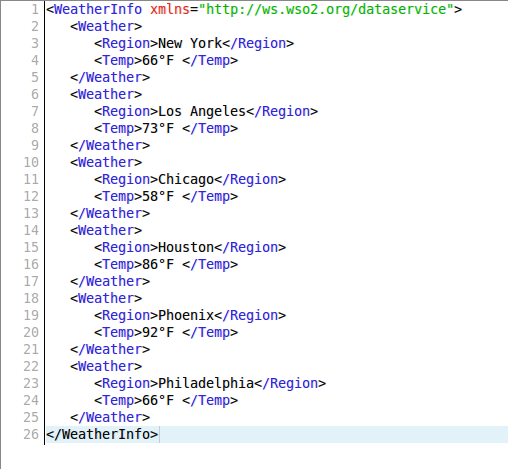 1 <WeatherInfo xmlns="http://ws.wso2.org/dataservice">
2 <Weather>
3 <Region>New York</Region>
4 <Temp>66°F </Temp>
5 </Weather>
6 <Weather>
7 <Region>Los Angeles</Region>
8 <Temp>73°F </Temp>
9 </Weather>
10 <Weather>
11 <Region>Chicago</Region>
12 <Temp>58°F </Temp>
13 </Weather>
14 <Weather>
15 <Region>Houston</Region>
16 <Temp>86°F </Temp>
17 </Weather>
18 <Weather>
19 <Region>Phoenix</Region>
20 <Temp>92°F </Temp>
21 </Weather>
22 <Weather>
23 <Region>Philadelphia</Region>
24 <Temp>66°F </Temp>
25 </Weather>
26 </WeatherInfo>